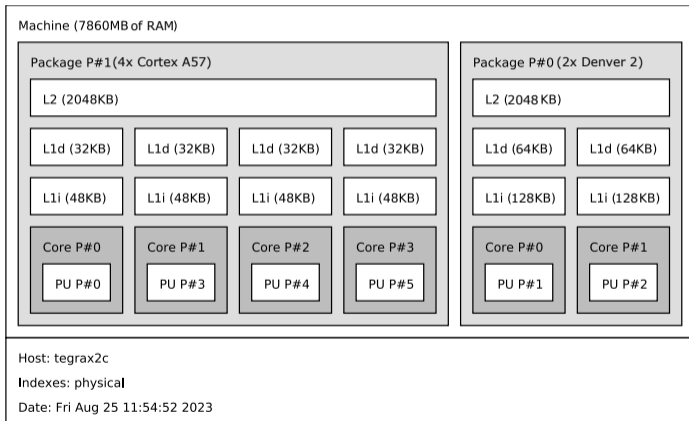 Machine (7860MB of RAM)
Package P#1(4x Cortex A57)
L2 (2048KB)
L1d (32KB) L1d (32KB) L1d (32KB) L1d (32KB)
L1i (48KB) L1i (48KB) L1i (48KB) L1i (48KB)
Core P#0 Core P#1 Core P#2 Core P#3
PU P#0 PU P#3 PU P#4 PU P#5
Package P#0 (2x Denver 2)
L2 (2048KB)
L1d (64KB) L1d (64KB)
L1i (128KB) L1i (128KB)
Core P#0 Core P#1
PU P#1 PU P#2
Host: tegrax2c
Indexes: physical
Date: Fri Aug 25 11:54:52 2023